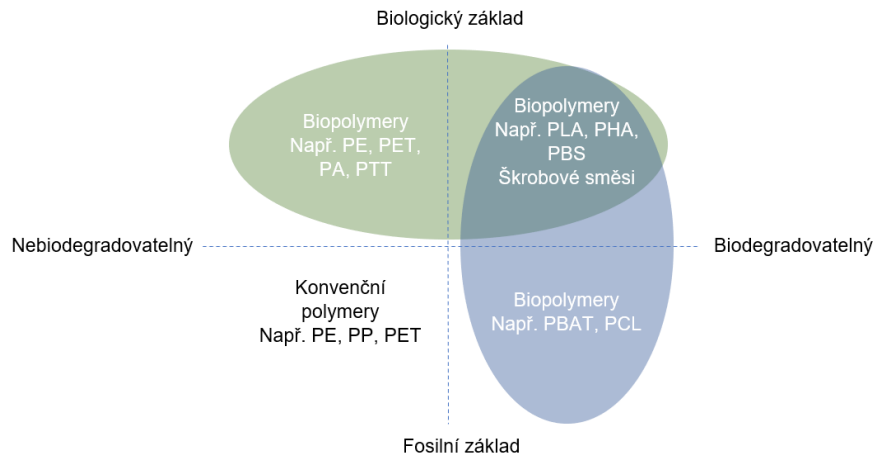 Biologický základ
Biopolymery
Např. PE, PET,
PA, PTT
Biopolymery
Např. PLA, PHA,
PBS
Škrobové směsi
Nebiodegradovatelný
Biodegradovatelný
Konvenční
polymery
Např. PE, PP, PET
Biopolymery
Např. PBAT, PCL
Fosilní základ